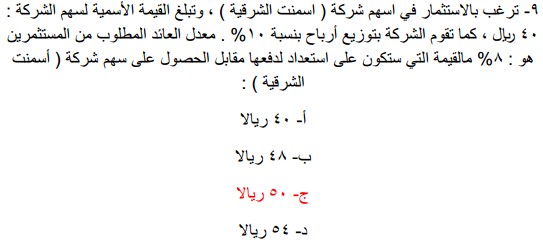 ٩- ترغب بالاستثمار في اسهم شركة ( اسمنت الشرقية ) ، وتبلغ القيمة الأسمية لسهم الشركة :
٤٠ ريال ، كما تقوم الشركة بتوزيع أرباح بنسبة ١٠% . معدل العائد المطلوب من المستثمرين
هو : ٨% مالقيمة التي ستكون على استعداد لدفعها مقابل الحصول على سهم شركة ( أسمنت
الشرقية ) :
أ- ٤٠ ريالا
ب- ٤٨ ريالا
ج- ٥٠ ريالا
د- ٥٤ ريالا